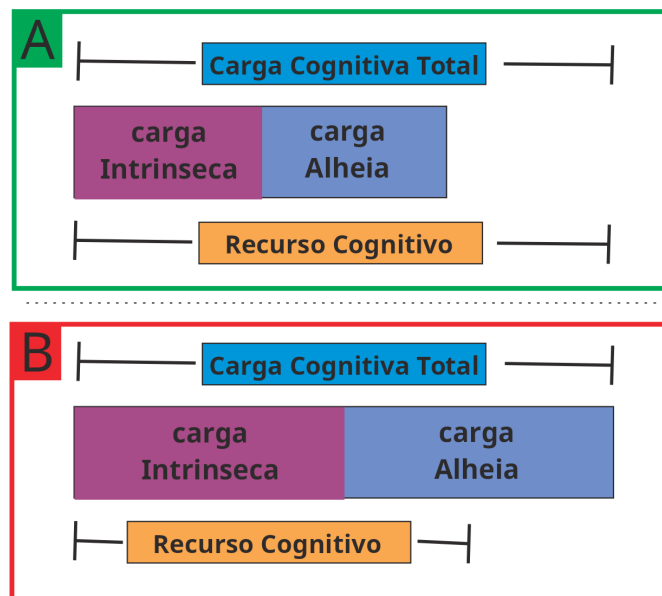 A
Carga Cognitiva Total
carga
Intrinseca
carga
Alheia
Recurso Cognitivo
B
Carga Cognitiva Total
carga
Intrinseca
carga
Alheia
Recurso Cognitivo